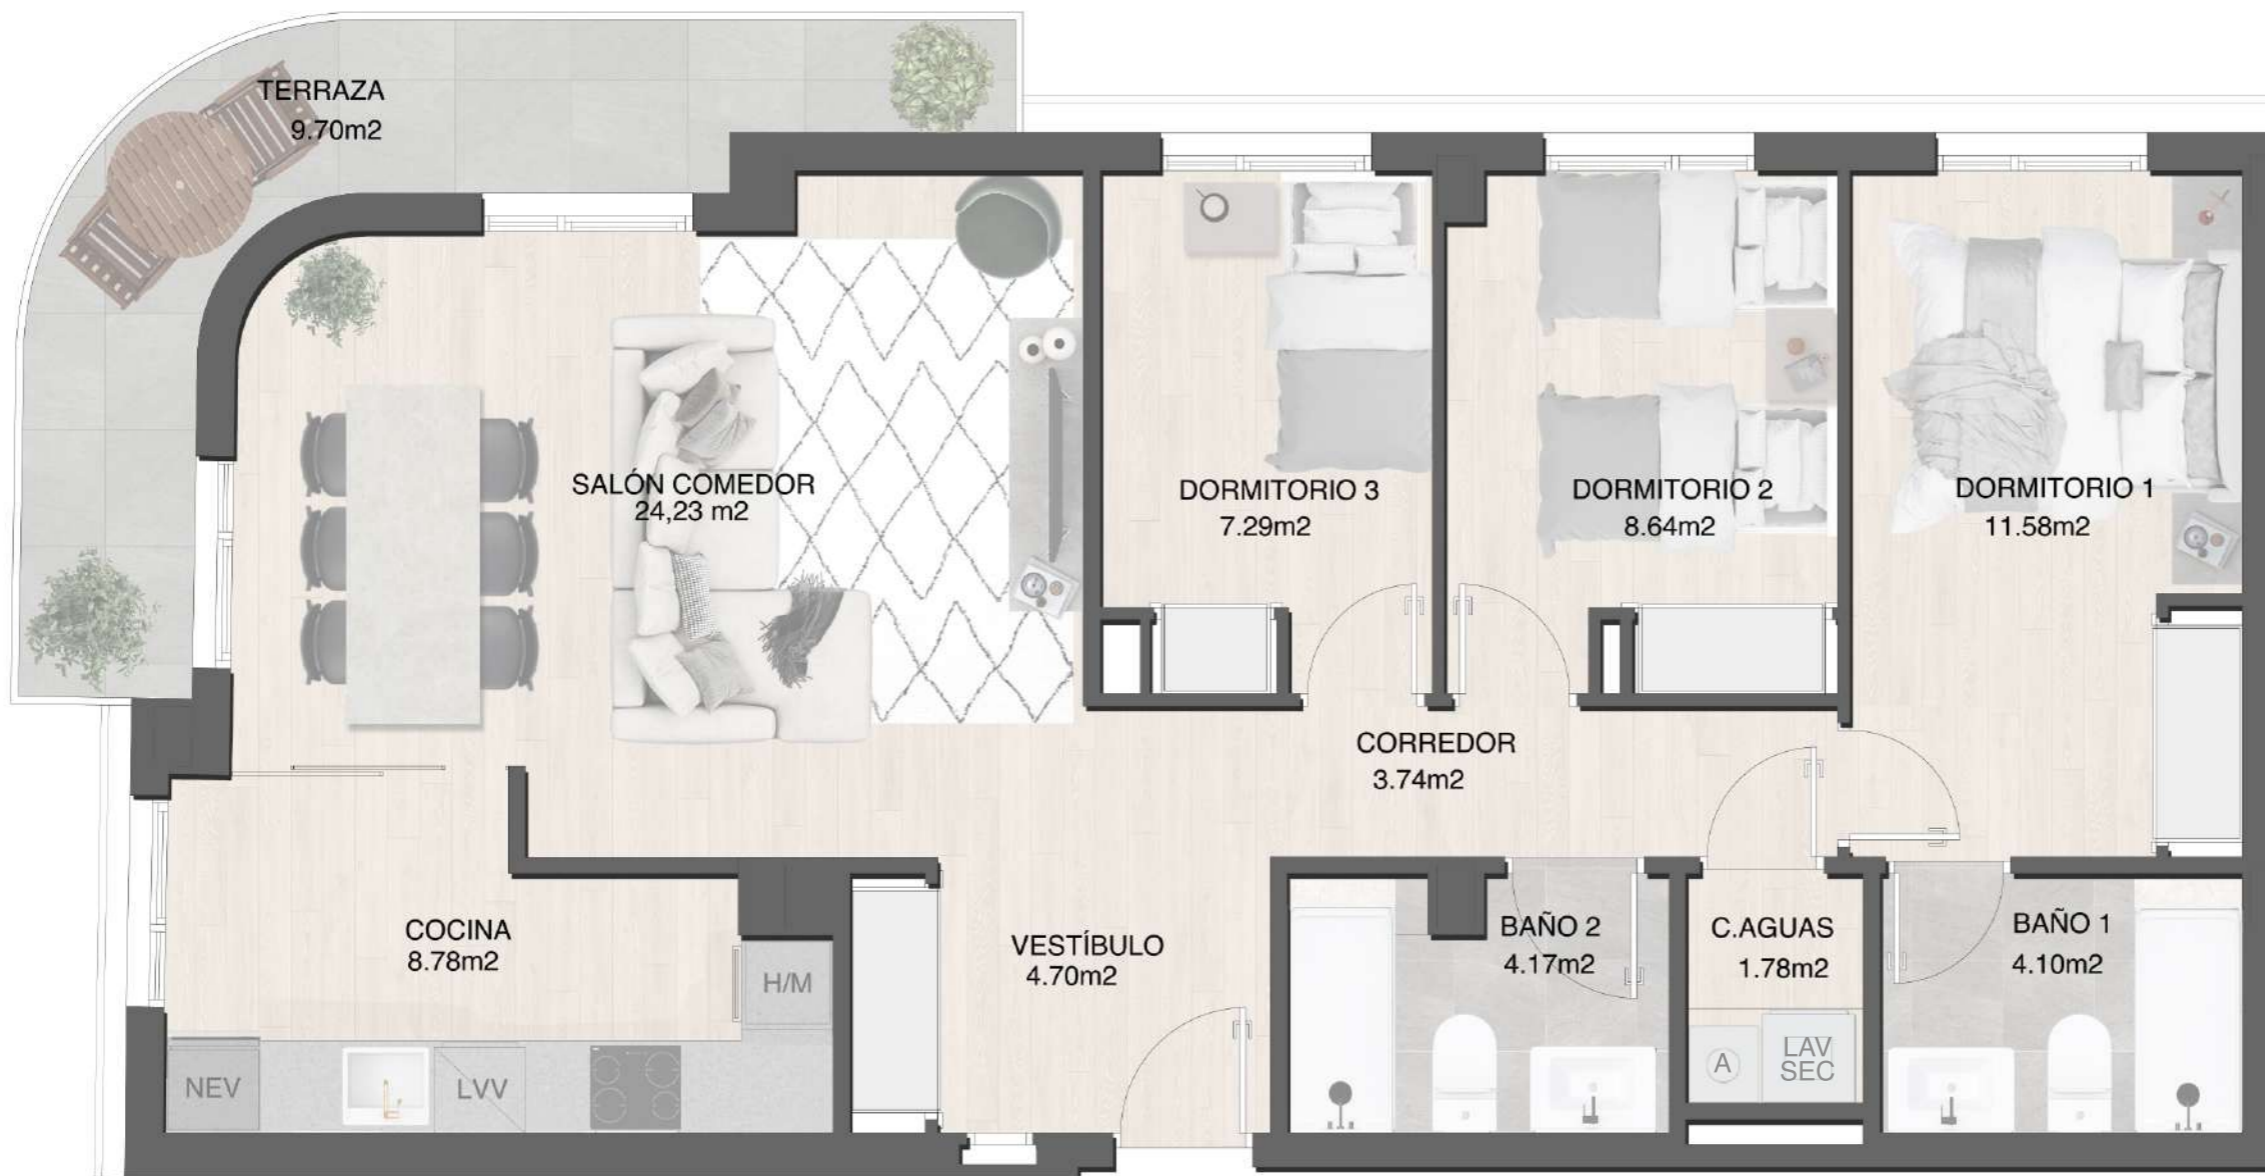 TERRAZA
9.70m2
SALÓN COMEDOR
24,23 m2
DORMITORIO 3
7.29m2
DORMITORIO 2
8.64m2
DORMITORIO 1
11.58m2
CORREDOR
3.74m2
COCINA
8.78m2
H/M
NEV
LVV
VESTÍBULO
4.70m2
BAÑO 2
4.17m2
C.AGUAS
1.78m2
A
LAV
SEC
BAÑO 1
4.10m2